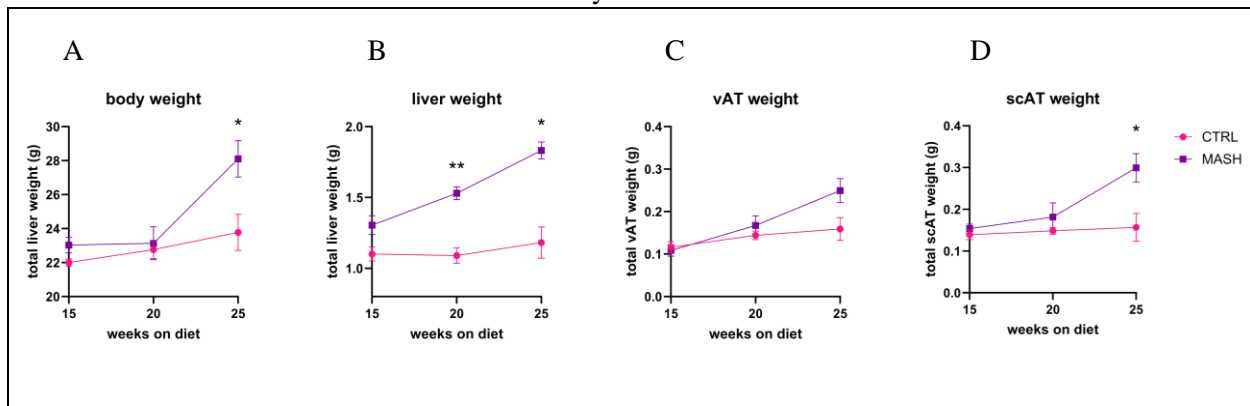 A
B
C
D
body weight
liver weight
vAT weight
scAT weight
total liver weight (g)
30
28
26
24
22
20
*
15
20
25
weeks on diet
total liver weight (g)
2.0
1.5
1.0
**
*
15
20
25
weeks on diet
total vAT weight (g)
0.4
0.3
0.2
0.1
0.0
15
20
25
weeks on diet
total scAT weight (g)
0.4
0.3
0.2
0.1
0.0
*
15
20
25
weeks on diet
CTRL
MASH